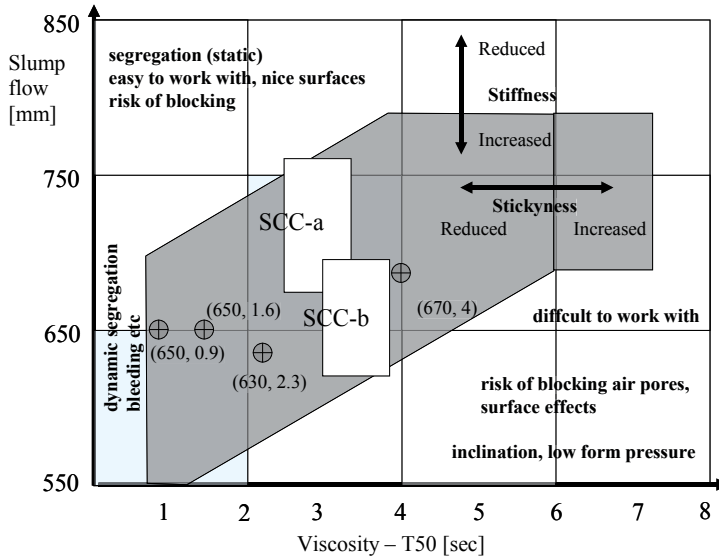 850
Slump
flow
[mm]
750
650
550
segregation (static)
easy to work with, nice surfaces
risk of blocking
Reduced
Stiffness
Increased
Stickyness
Reduced
Increased
SCC-a
SCC-b
(650, 1.6)
(650, 0.9)
(630, 2.3)
(670, 4)
dynamic segregation
bleeding etc
diffcult to work with
risk of blocking air pores,
surface effects
inclination, low form pressure
1 2 3 4 5 6 7 8
Viscosity – T50 [sec]